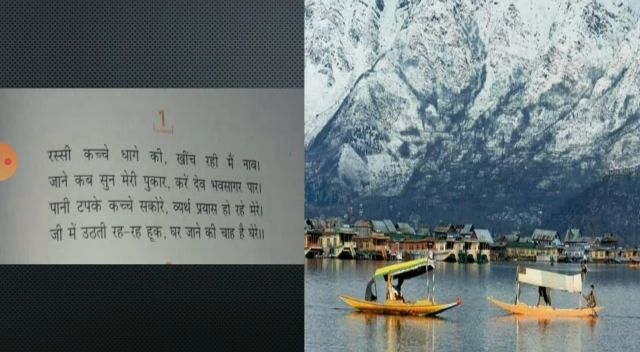 1
रस्सी कच्चे धागे की, खींच रही मैं नाव।
जाने कब सुन मेरी पुकार, करें देव भवसागर पार।
पानी टपके कच्चे सकोरे, व्यर्थ प्रयास हो रहे मेरे।
जी में उठती रह-रह हूक, घर जाने की चाह है घेरे॥